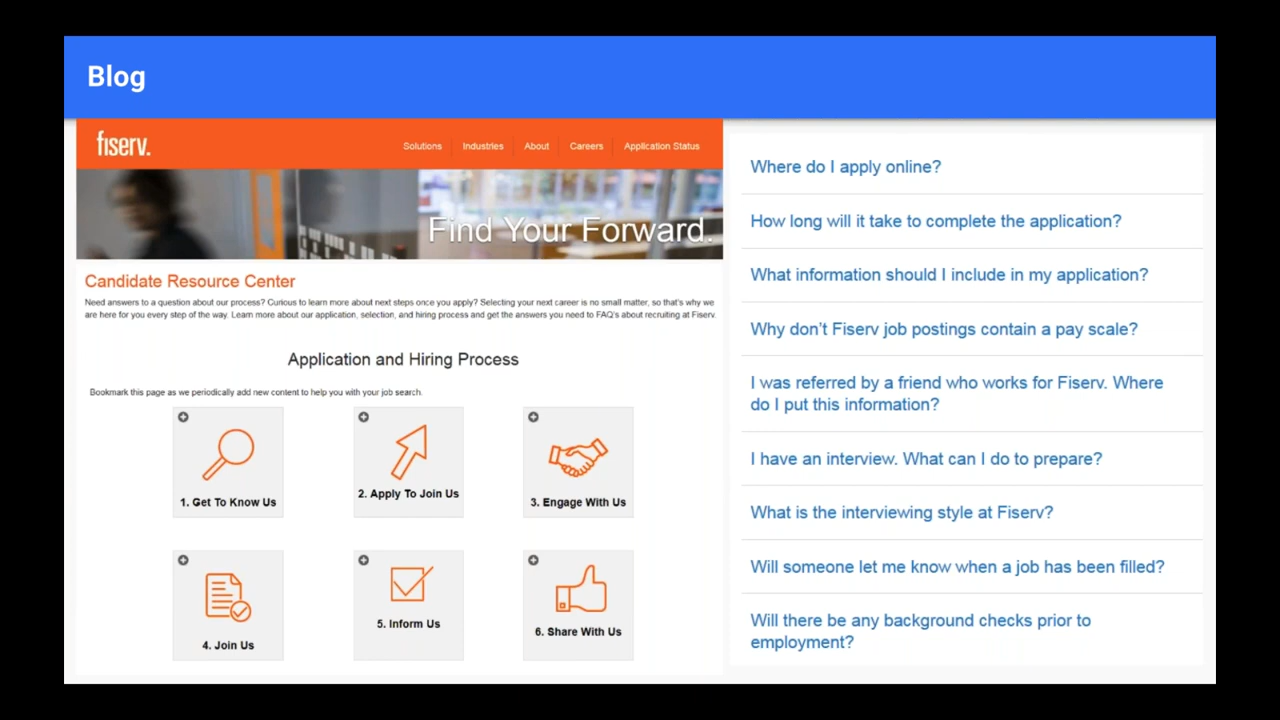 Blog
fiserv.
Solutions
Industries
About
Careers
Application Status
Find Your Forward.
Candidate Resource Center
Need answers to a question about our process? Curious to learn more about next steps once you apply? Selecting your next career is no small matter, so that's why we
are here for you every step of the way. Learn more about our application, selection, and hiring process and get the answers you need to FAQ's about recruiting at Fiserv.
Application and Hiring Process
Bookmark this page as we periodically add new content to help you with your job search.
1. Get To Know Us
2. Apply To Join Us
3. Engage With Us
4. Join Us
5. Inform Us
6. Share With Us
Where do I apply online?
How long will it take to complete the application?
What information should I include in my application?
Why don't Fiserv job postings contain a pay scale?
I was referred by a friend who works for Fiserv. Where
do I put this information?
I have an interview. What can I do to prepare?
What is the interviewing style at Fiserv?
Will someone let me know when a job has been filled?
Will there be any background checks prior to
employment?